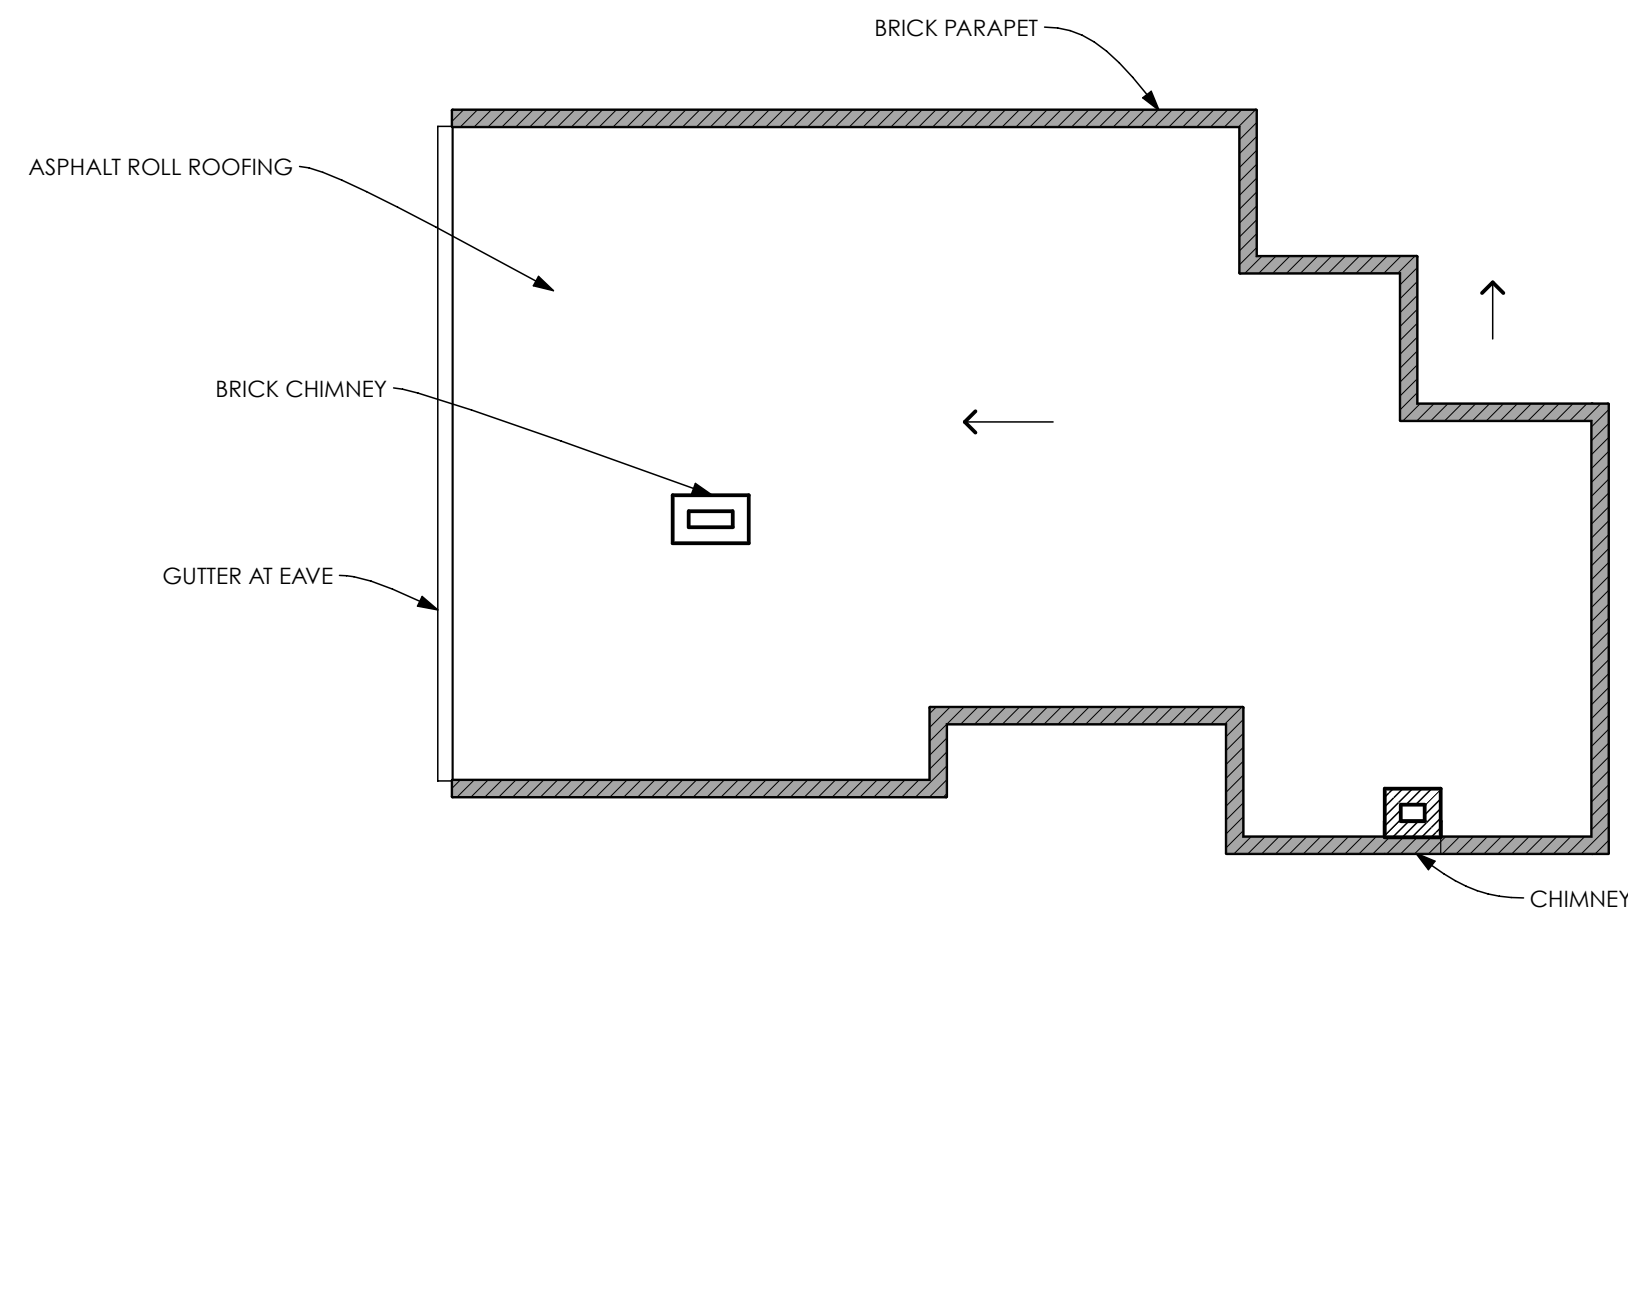 BRICK PARAPET
ASPHALT ROLL ROOFING
BRICK CHIMNEY
GUTTER AT EAVE
CHIMNEY